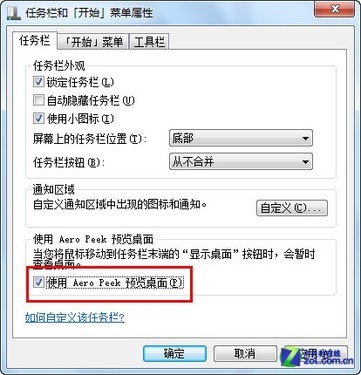 任务栏和「开始」菜单属性
任务栏 「开始」菜单 工具栏
任务栏外观
锁定任务栏(L)
自动隐藏任务栏(U)
使用小图标(I)
屏幕上的任务栏位置(T): 底部
任务栏按钮(B): 从不合并
通知区域
自定义通知区域中出现的图标和通知。 自定义(C)...
使用 Aero Peek 预览桌面
当您将鼠标移动到任务栏末端的“显示桌面”按钮时，会暂时
查看桌面。
使用 Aero Peek 预览桌面(P)
如何自定义该任务栏?
确定 取消
ZOL.COM.CN